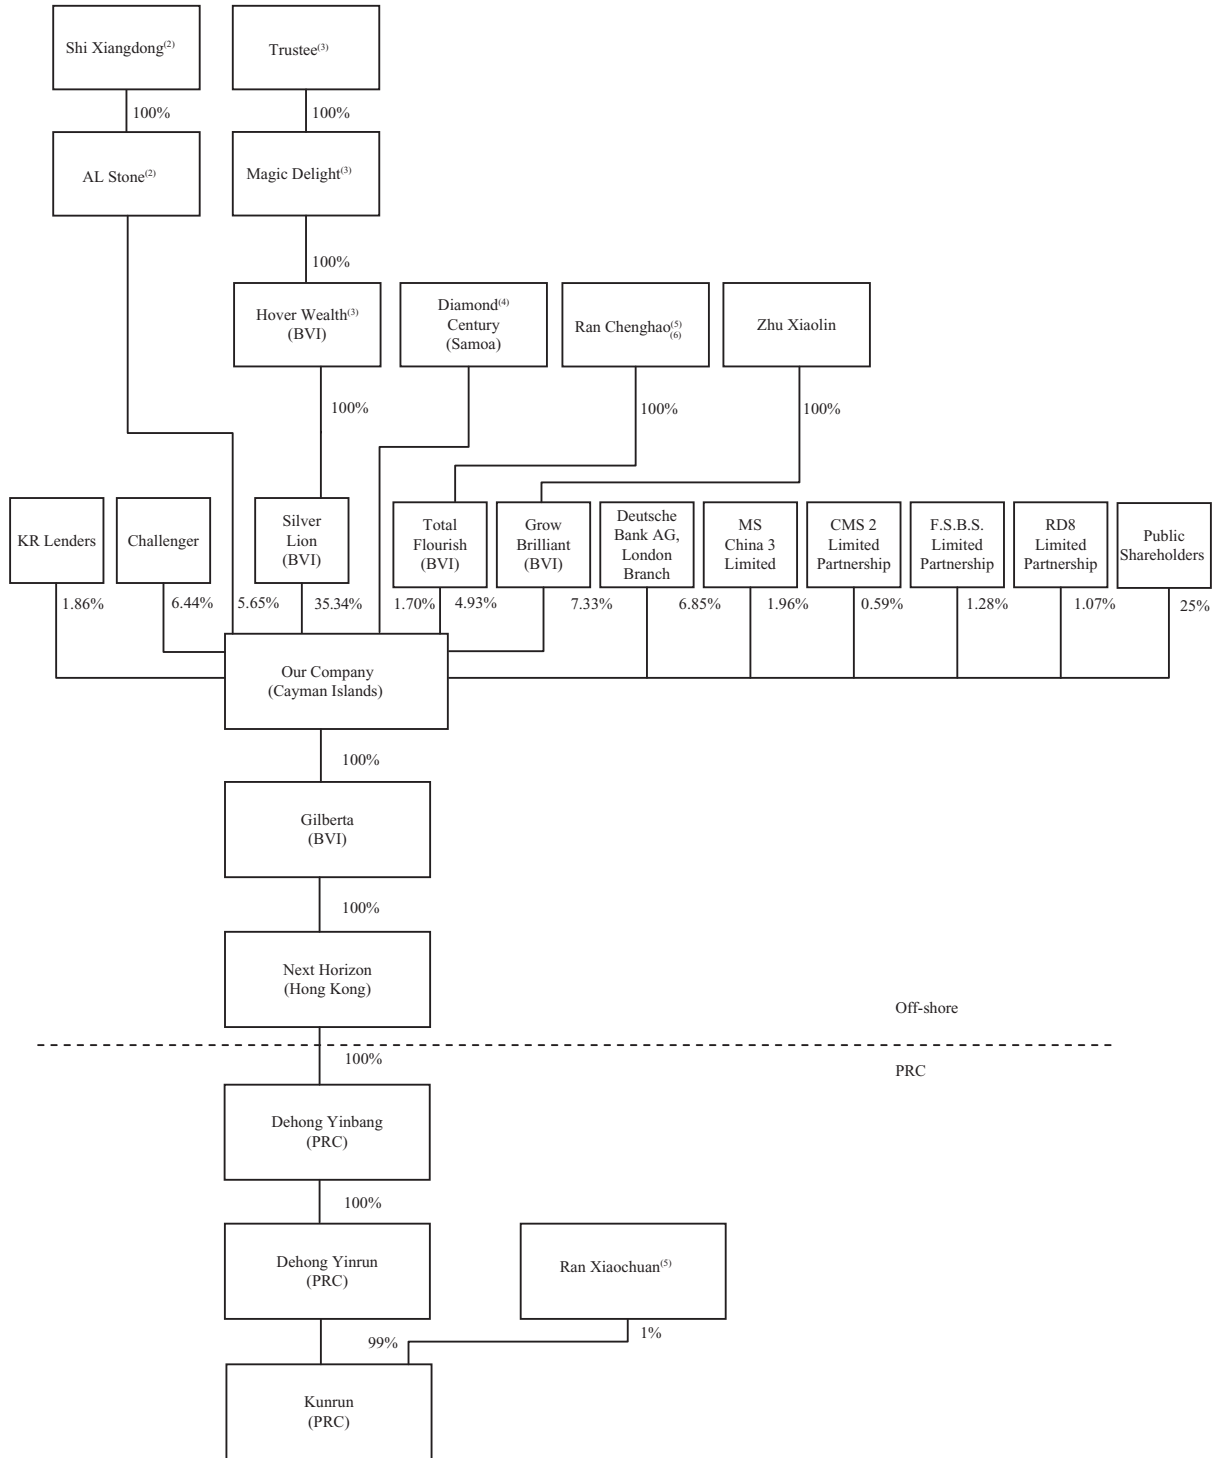 Shi Xiangdong(2)
Trustee(3)
100%
100%
AL Stone(2)
Magic Delight(3)
100%
Hover Wealth(3)
(BVI)
Diamond(4)
Century
(Samoa)
Ran Chenghao(5)
(6)
Zhu Xiaolin
100%
100%
100%
KR Lenders
Challenger
Silver
Lion
(BVI)
Total
Flourish
(BVI)
Grow
Brilliant
(BVI)
Deutsche
Bank AG,
London
Branch
MS
China 3
Limited
CMS 2
Limited
Partnership
F.S.B.S.
Limited
Partnership
RD8
Limited
Partnership
Public
Shareholders
1.86%
6.44%
5.65%
35.34%
1.70%
4.93%
7.33%
6.85%
1.96%
0.59%
1.28%
1.07%
25%
Our Company
(Cayman Islands)
100%
Gilberta
(BVI)
100%
Next Horizon
(Hong Kong)
Off-shore
100%
PRC
Dehong Yinbang
(PRC)
100%
Dehong Yinrun
(PRC)
Ran Xiaochuan(5)
99%
1%
Kunrun
(PRC)